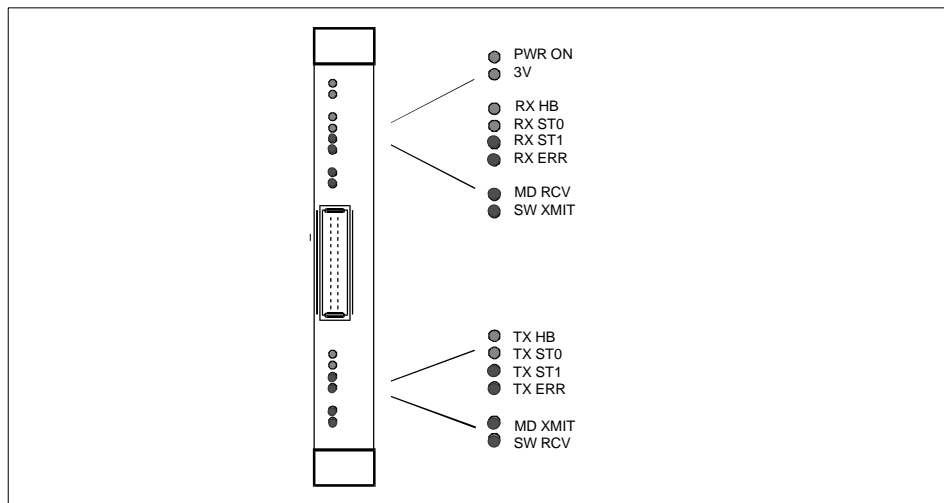 PWR ON
3V
RX HB
RX ST0
RX ST1
RX ERR
MD RCV
SW XMIT
TX HB
TX ST0
TX ST1
TX ERR
MD XMIT
SW RCV